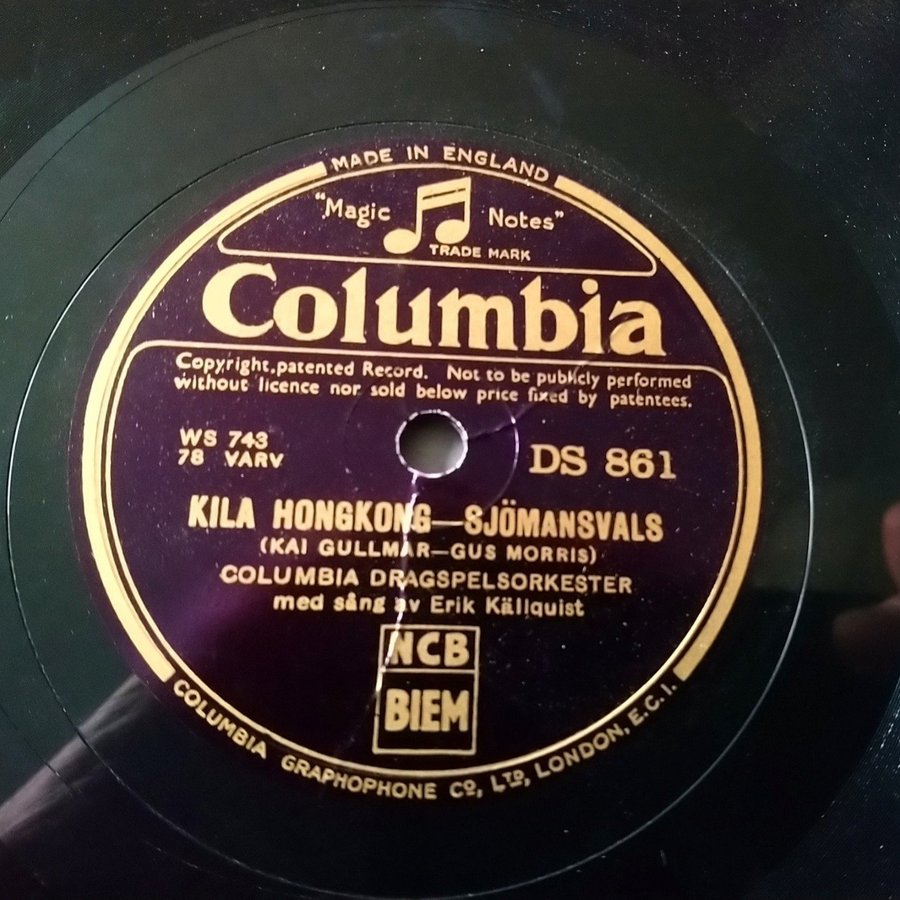 MADE IN ENGLAND
"Magic Notes"
TRADE MARK
Columbia
Copyright, patented Record. Not to be publicly performed
without licence nor sold below price fixed by patentees.
WS 743
78 VARV
DS 861
KILA HONGKONG—SJÖMANSVALS
(KAI GULLMAR—GUS MORRIS)
COLUMBIA DRAGSPELSORKESTER
med sång av Erik Källquist
NCB
BIEM
COLUMBIA GRAPHOPHONE CO, LTD, LONDON, E.C.1.